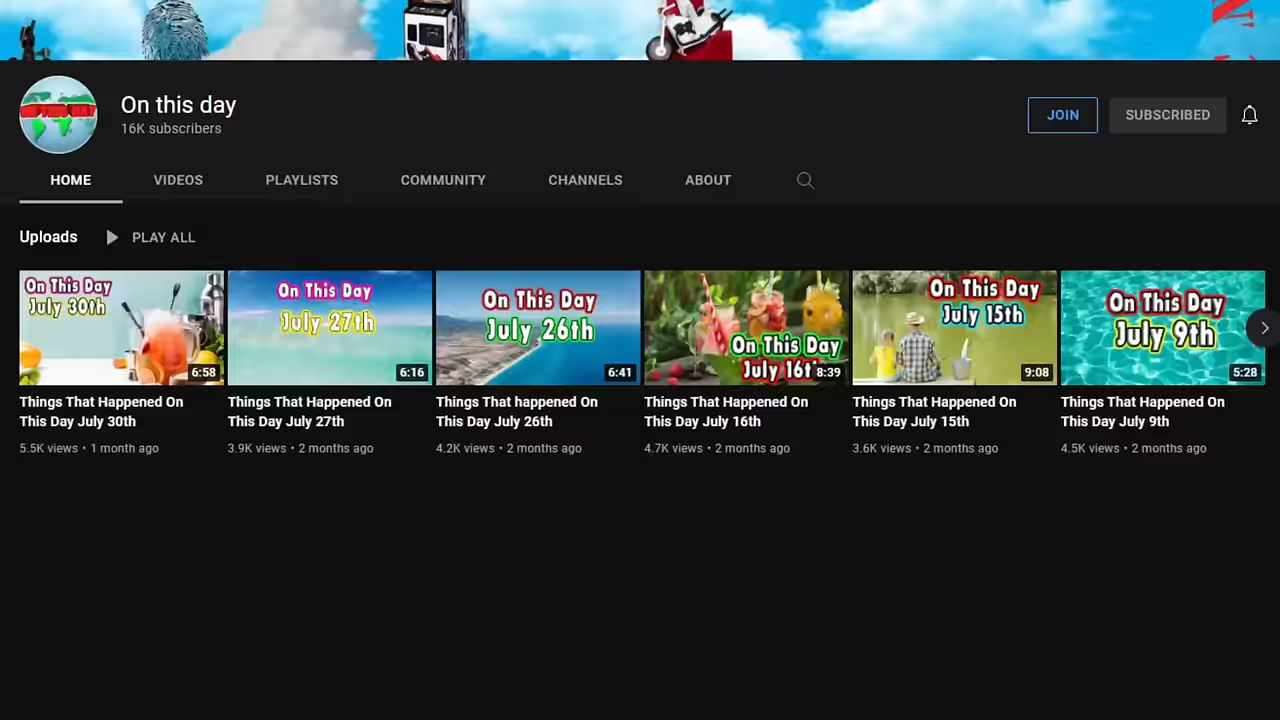 On this day
16K subscribers
JOIN
SUBSCRIBED
HOME
VIDEOS
PLAYLISTS
COMMUNITY
CHANNELS
ABOUT
Uploads
PLAY ALL
On This Day
July 30th
6:58
On This Day
July 27th
6:16
On This Day
July 26th
6:41
On This Day
July 16t
8:39
On This Day
July 15th
9:08
On This Day
July 9th
5:28
Things That Happened On
This Day July 30th
5.5K views • 1 month ago
Things That Happened On
This Day July 27th
3.9K views • 2 months ago
Things That happened On
This Day July 26th
4.2K views • 2 months ago
Things That Happened On
This Day July 16th
4.7K views • 2 months ago
Things That Happened On
This Day July 15th
3.6K views • 2 months ago
Things That Happened On
This Day July 9th
4.5K views • 2 months ago